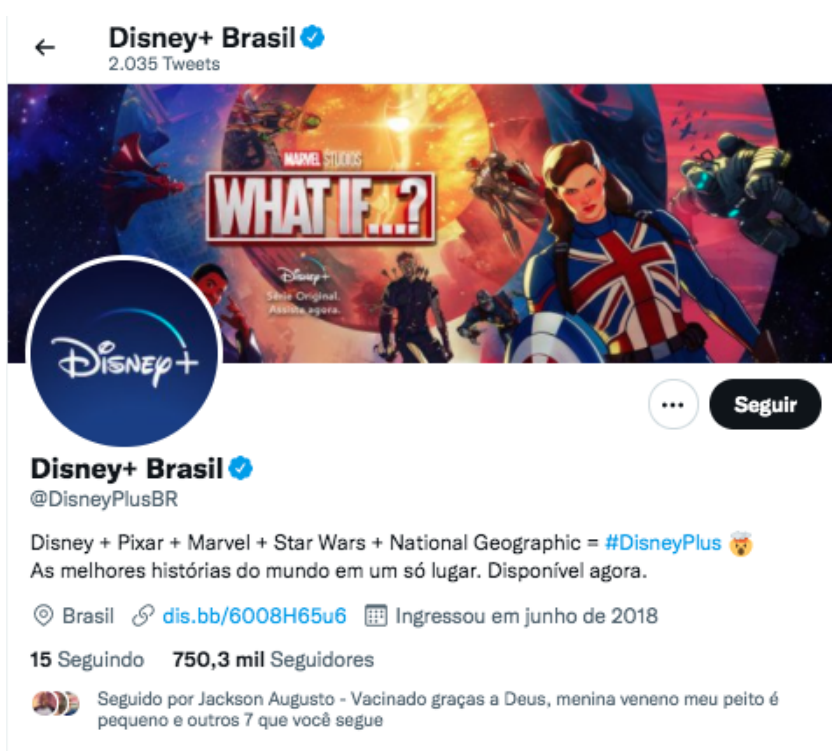 Disney+ Brasil
2.035 Tweets
MARVEL STUDIOS
WHAT IF...?
Disney+
Série Original.
Assista agora.
Disney+
Seguir
Disney+ Brasil
@DisneyPlusBR
Disney + Pixar + Marvel + Star Wars + National Geographic = #DisneyPlus 🤯
As melhores histórias do mundo em um só lugar. Disponível agora.
Brasil dis.bb/6008H65u6 Ingressou em junho de 2018
15 Seguindo 750,3 mil Seguidores
Seguido por Jackson Augusto - Vacinado graças a Deus, menina veneno meu peito é
pequeno e outros 7 que você segue